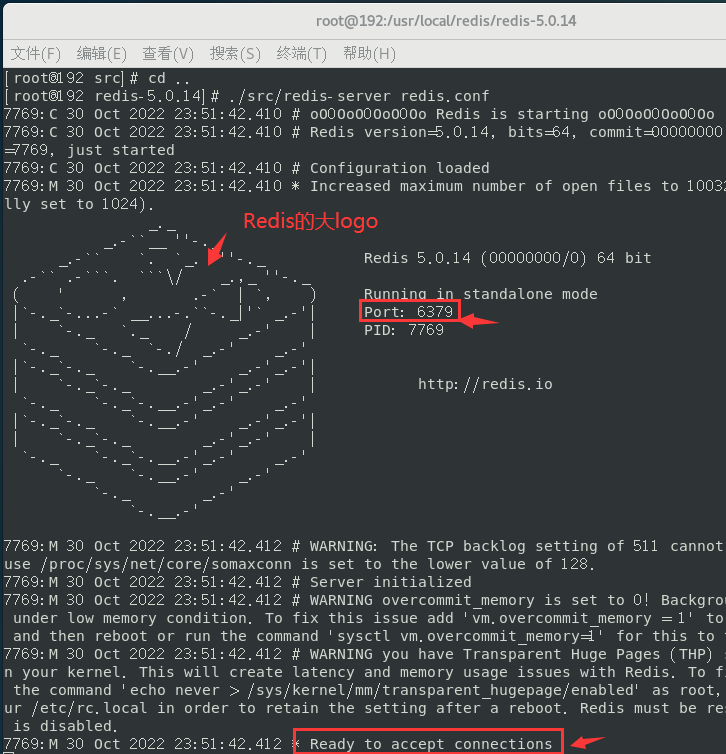 root@192:/usr/local/redis/redis-5.0.14
文件(F) 编辑(E) 查看(V) 搜索(S) 终端(T) 帮助(H)
[root@192 src]# cd ..
[root@192 redis-5.0.14]# ./src/redis-server redis.conf
7769:C 30 Oct 2022 23:51:42.410 # oO0OoO0OoO0Oo Redis is starting oO0OoO0OoO0Oo
7769:C 30 Oct 2022 23:51:42.410 # Redis version=5.0.14, bits=64, commit=00000000
=7769, just started
7769:C 30 Oct 2022 23:51:42.410 # Configuration loaded
7769:M 30 Oct 2022 23:51:42.410 * Increased maximum number of open files to 10032
lly set to 1024).
Redis的大logo
Redis 5.0.14 (00000000/0) 64 bit
Running in standalone mode
Port: 6379
PID: 7769
http://redis.io
7769:M 30 Oct 2022 23:51:42.412 # WARNING: The TCP backlog setting of 511 cannot
use /proc/sys/net/core/somaxconn is set to the lower value of 128.
7769:M 30 Oct 2022 23:51:42.412 # Server initialized
7769:M 30 Oct 2022 23:51:42.412 # WARNING overcommit_memory is set to 0! Backgro
under low memory condition. To fix this issue add 'vm.overcommit_memory = 1' to
and then reboot or run the command 'sysctl vm.overcommit_memory=1' for this to
7769:M 30 Oct 2022 23:51:42.412 # WARNING you have Transparent Huge Pages (THP) s
n your kernel. This will create latency and memory usage issues with Redis. To fi
the command 'echo never > /sys/kernel/mm/transparent_hugepage/enabled' as root,
ur /etc/rc.local in order to retain the setting after a reboot. Redis must be res
is disabled.
7769:M 30 Oct 2022 23:51:42.412 * Ready to accept connections